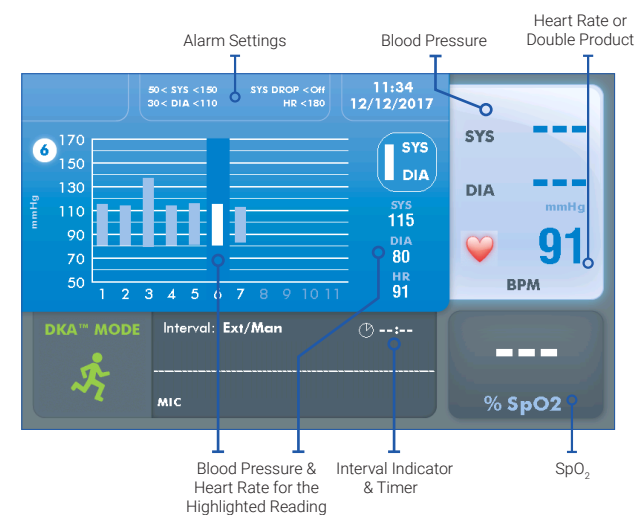 Heart Rate or
Double Product
Alarm Settings
Blood Pressure
50< SYS <150 SYS DROP <Off
30< DIA <110 HR <180
11:34
12/12/2017
6
170
150
130
110
90
70
50
mmHg
1 2 3 4 5 6 7 8 9 10 11
SYS
DIA
SYS
115
DIA
80
HR
91
SYS ---
DIA ---
mmHg
91
BPM
DKA™ MODE
Interval: Ext/Man
--:--
MIC
---
% SpO2
Blood Pressure &
Heart Rate for the
Highlighted Reading
Interval Indicator
& Timer
SpO₂